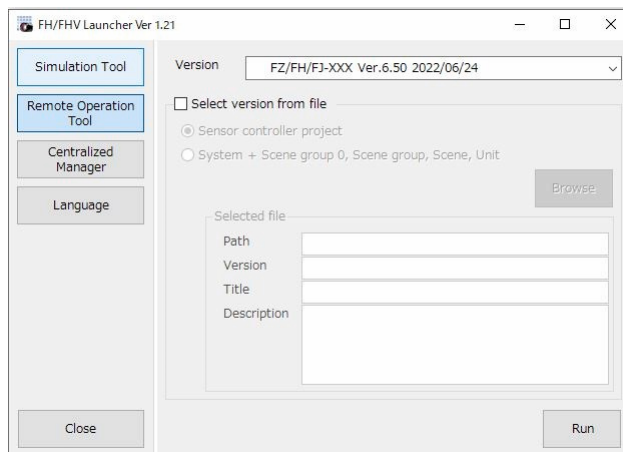 FH/FHV Launcher Ver 1.21
Simulation Tool
Remote Operation
Tool
Centralized
Manager
Language
Close
Version
FZ/FH/FJ-XXX Ver.6.50 2022/06/24
Select version from file
Sensor controller project
System + Scene group 0, Scene group, Scene, Unit
Browse
Selected file
Path
Version
Title
Description
Run